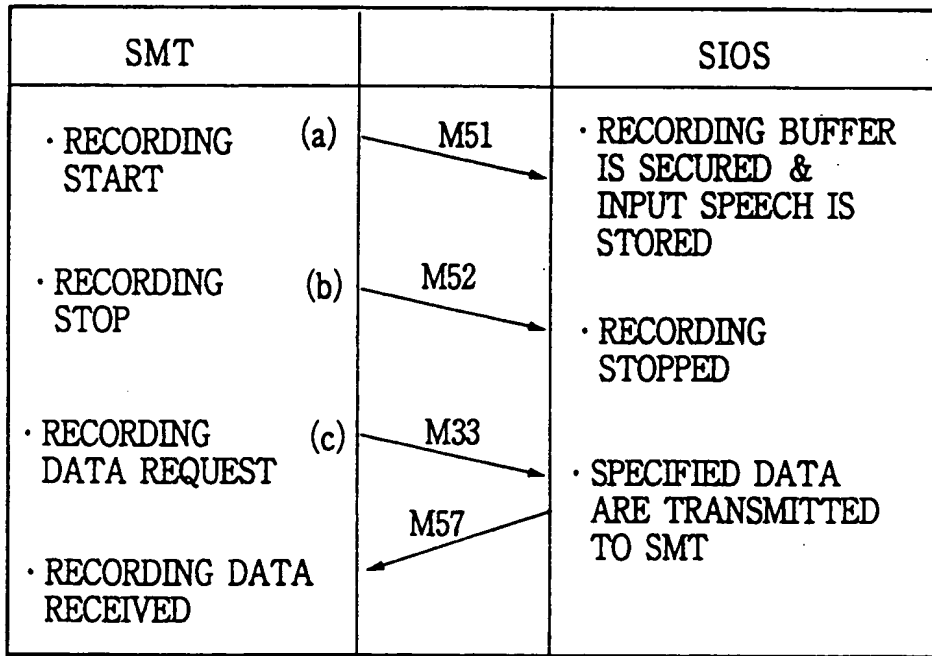 SMT
SIOS
· RECORDING
START
(a)
M51
· RECORDING BUFFER
IS SECURED &
INPUT SPEECH IS
STORED
· RECORDING
STOP
(b)
M52
· RECORDING
STOPPED
· RECORDING
DATA REQUEST
(c)
M33
· SPECIFIED DATA
ARE TRANSMITTED
TO SMT
M57
· RECORDING DATA
RECEIVED